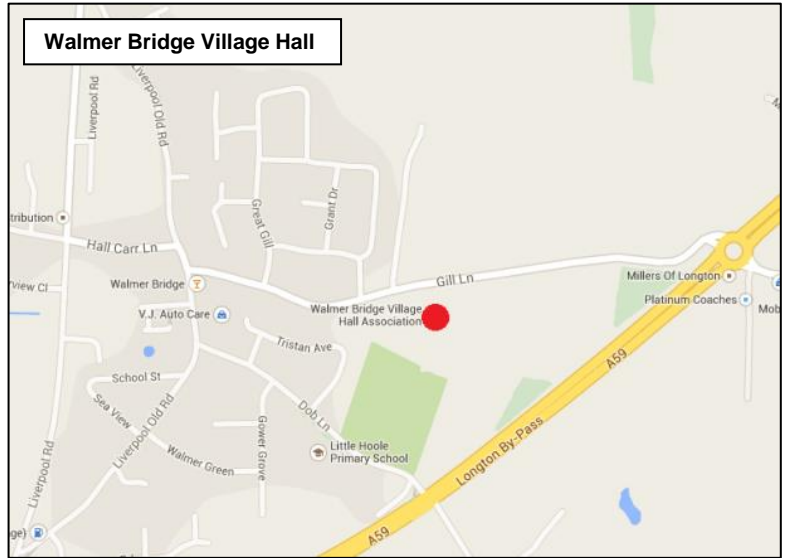 Walmer Bridge Village Hall
Liverpool Rd
Liverpool Old Rd
Great Gill
Grant Dr
tribution
Hall Carr Ln
Gill Ln
Millers Of Longton
rview Cl
Walmer Bridge
Platinum Coaches
Mob
V.J. Auto Care
Walmer Bridge Village
Hall Association
Tristan Ave
A59
School St
Sea View
Liverpool Old Rd
Dob Ln
Walmer Green
Gower Grove
Little Hoole
Primary School
Longton By-Pass
Liverpool Rd
ge)
A59